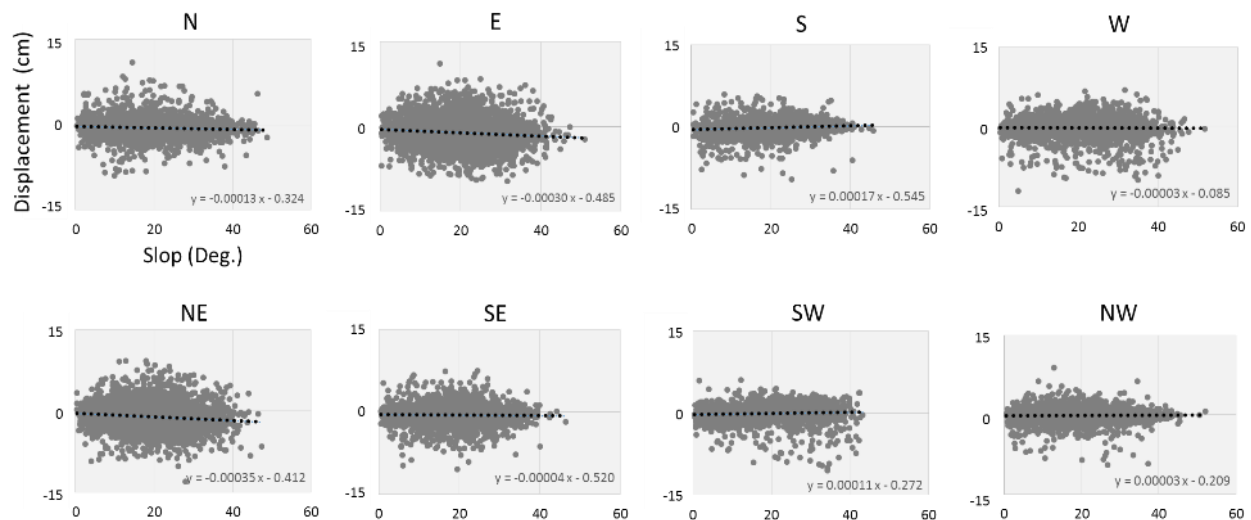 N E S W
Displacement (cm)
15 15 15 15
0 0 0 0
-15 -15 -15 -15
y = -0.00013 x - 0.324 y = -0.00030 x - 0.485 y = 0.00017 x - 0.545 y = -0.00003 x - 0.085
0 20 40 60 0 20 40 60 0 20 40 60 0 20 40 60
Slop (Deg.)
NE SE SW NW
15 15 15 15
0 0 0 0
-15 -15 -15 -15
y = -0.00035 x - 0.412 y = -0.00004 x - 0.520 y = 0.00011 x - 0.272 y = 0.00003 x - 0.209
0 20 40 60 0 20 40 60 0 20 40 60 0 20 40 60